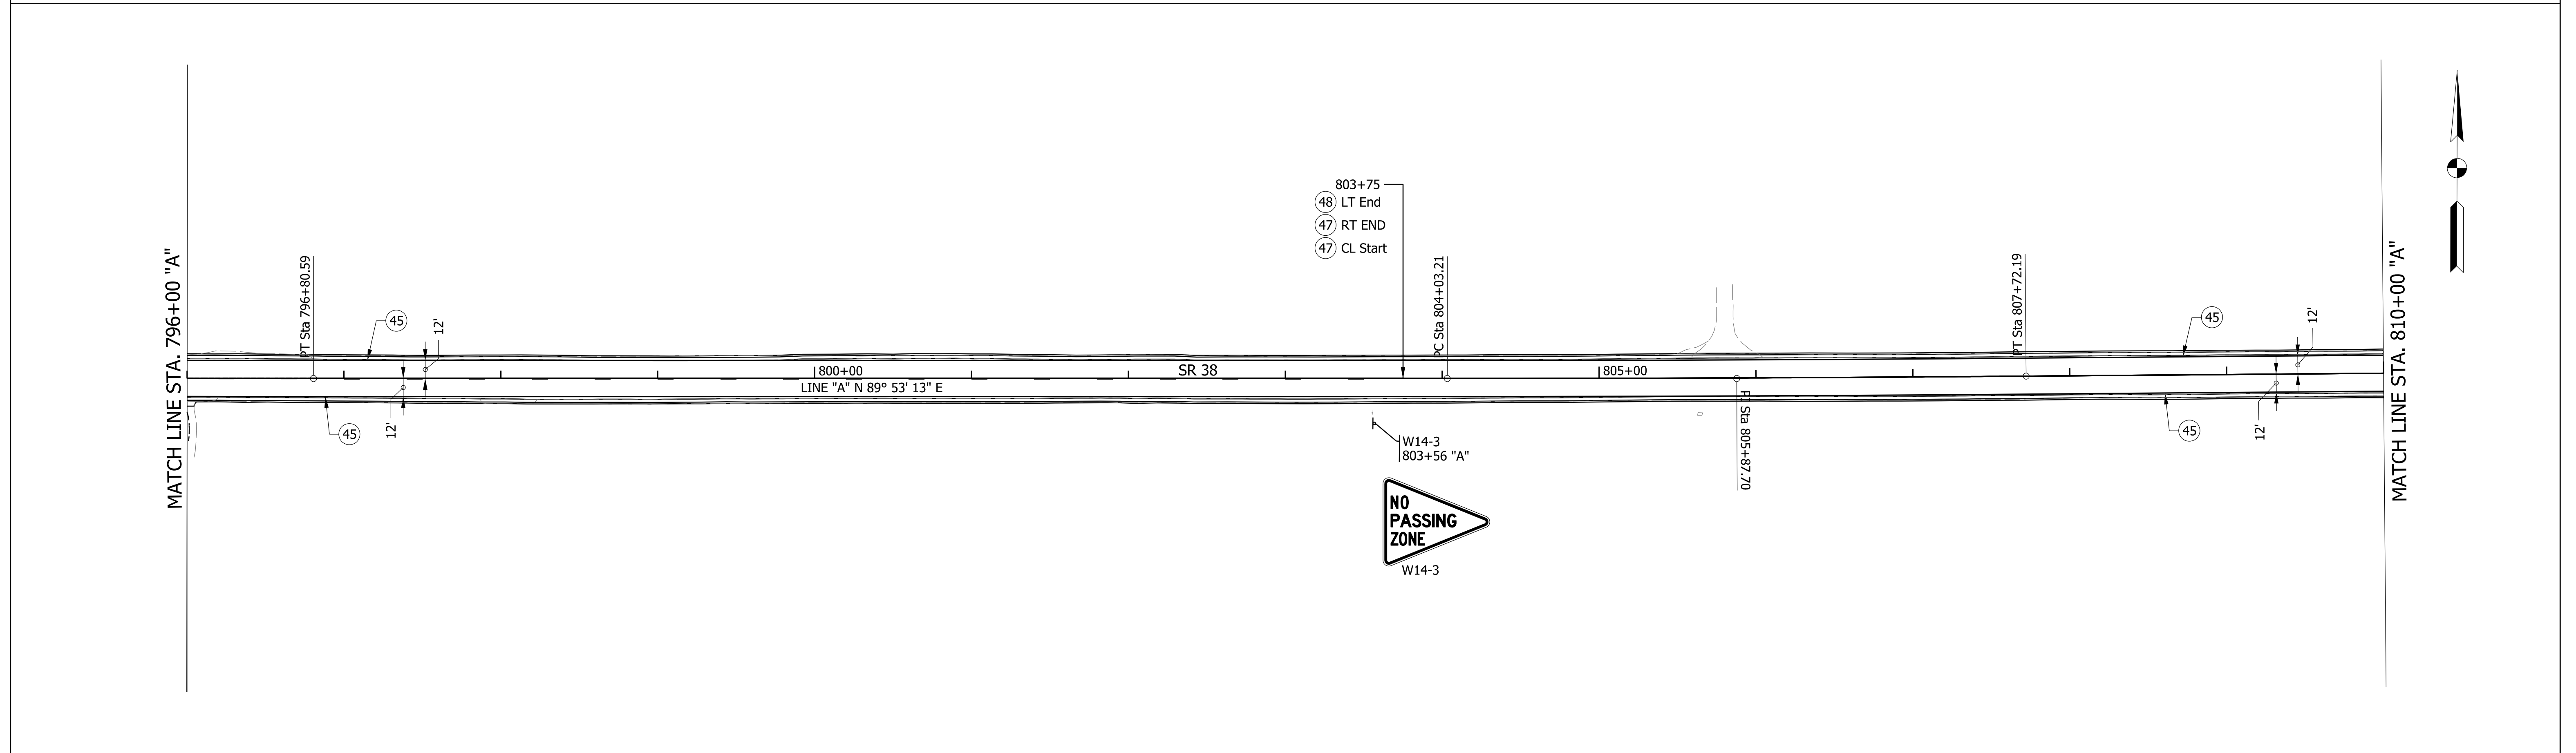 MATCH LINE STA. 796+00 "A"
PT Sta 796+80.59
45
12'
45
12'
800+00
LINE "A" N 89° 53' 13" E
SR 38
803+75
48 LT End
47 RT END
47 CL Start
PC Sta 804+03.21
W14-3
803+56 "A"
NO
PASSING
ZONE
W14-3
805+00
PI Sta 805+87.70
PT Sta 807+72.19
45
12'
45
12'
MATCH LINE STA. 810+00 "A"